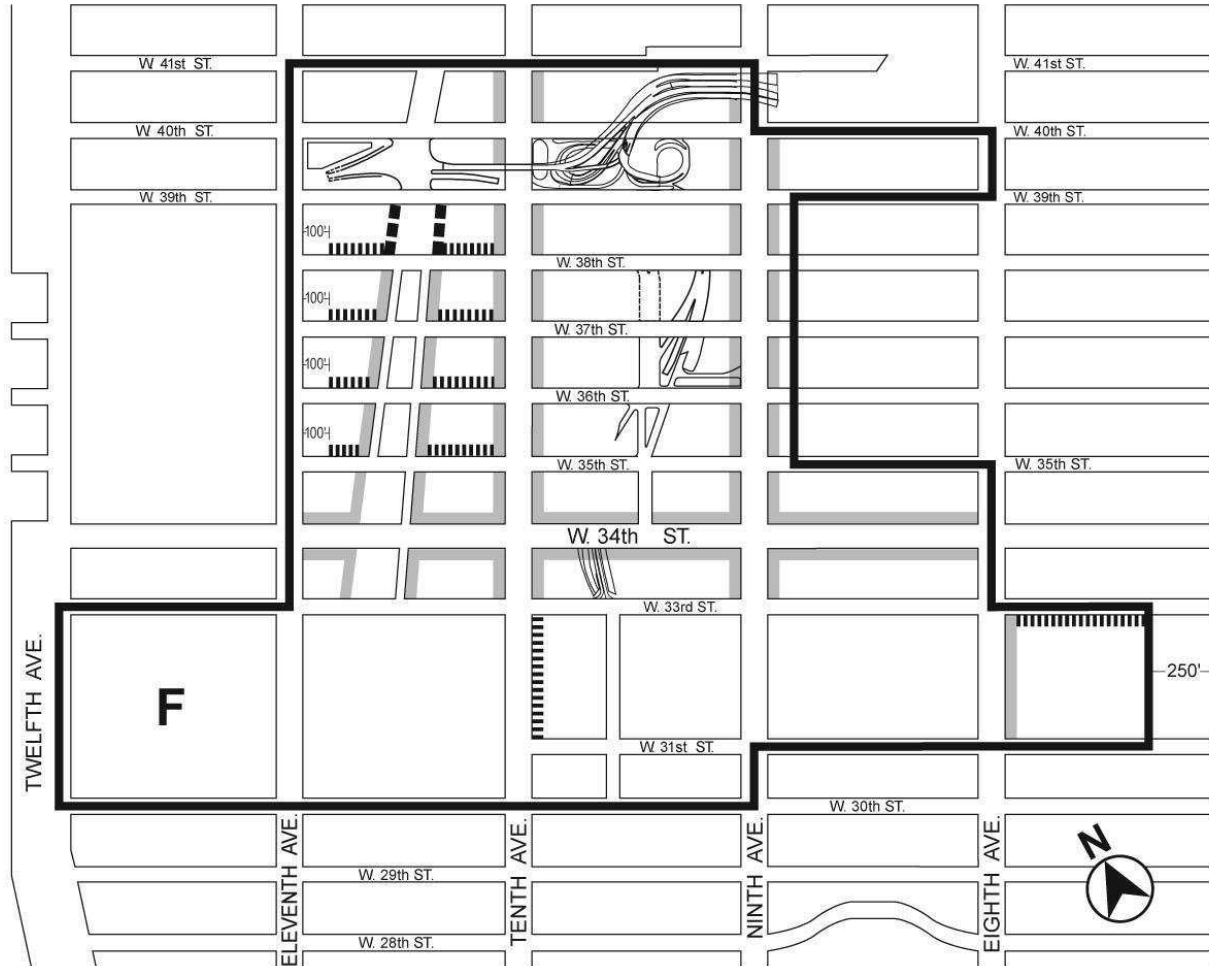 W. 41st ST.
W. 41st ST.
W. 40th ST.
W. 40th ST.
W. 39th ST.
W. 39th ST.
100'
W. 38th ST.
100'
W. 37th ST.
100'
W. 36th ST.
100'
W. 35th ST.
W. 35th ST.
W. 34th ST.
W. 33rd ST.
TWELFTH AVE.
F
250'
W. 31st ST.
W. 30th ST.
ELEVENTH AVE.
TENTH AVE.
NINTH AVE.
EIGHTH AVE.
N
W. 29th ST.
W. 28th ST.